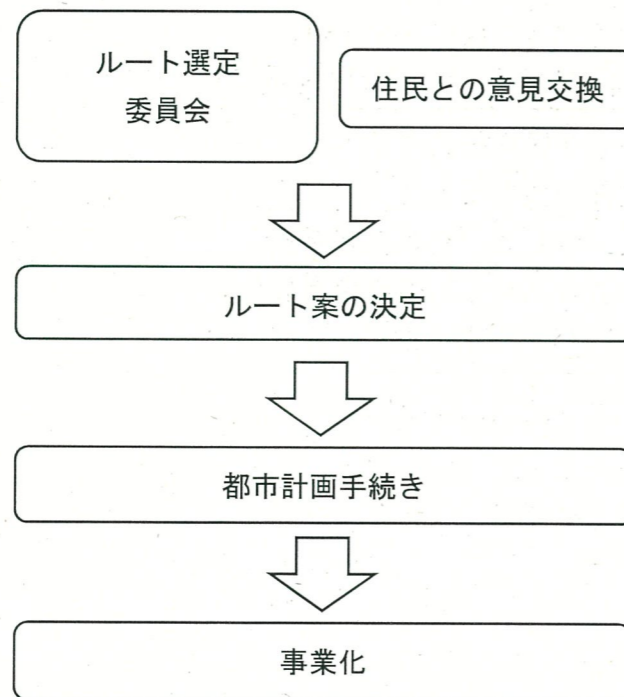 ルート選定
委員会
住民との意見交換
ルート案の決定
都市計画手続き
事業化